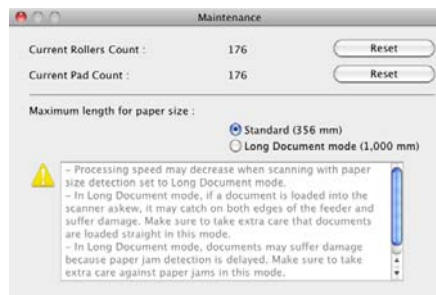 Maintenance
Current Rollers Count : 176 Reset
Current Pad Count : 176 Reset
Maximum length for paper size :
Standard (356 mm)
Long Document mode (1,000 mm)
– Processing speed may decrease when scanning with paper
size detection set to Long Document mode.
– In Long Document mode, if a document is loaded into the
scanner askew, it may catch on both edges of the feeder and
suffer damage. Make sure to take extra care that documents
are loaded straight in this mode.
– In Long Document mode, documents may suffer damage
because paper jam detection is delayed. Make sure to take
extra care against paper jams in this mode.